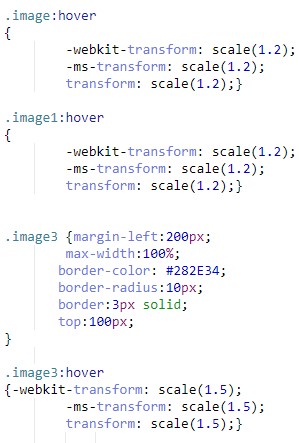 .image:hover
{
-webkit-transform: scale(1.2);
-ms-transform: scale(1.2);
transform: scale(1.2);}
.image1:hover
{
-webkit-transform: scale(1.2);
-ms-transform: scale(1.2);
transform: scale(1.2);}
.image3 {margin-left:200px;
max-width:100%;
border-color: #282E34;
border-radius:10px;
border:3px solid;
top:100px;
}
.image3:hover
{-webkit-transform: scale(1.5);
-ms-transform: scale(1.5);
transform: scale(1.5);}